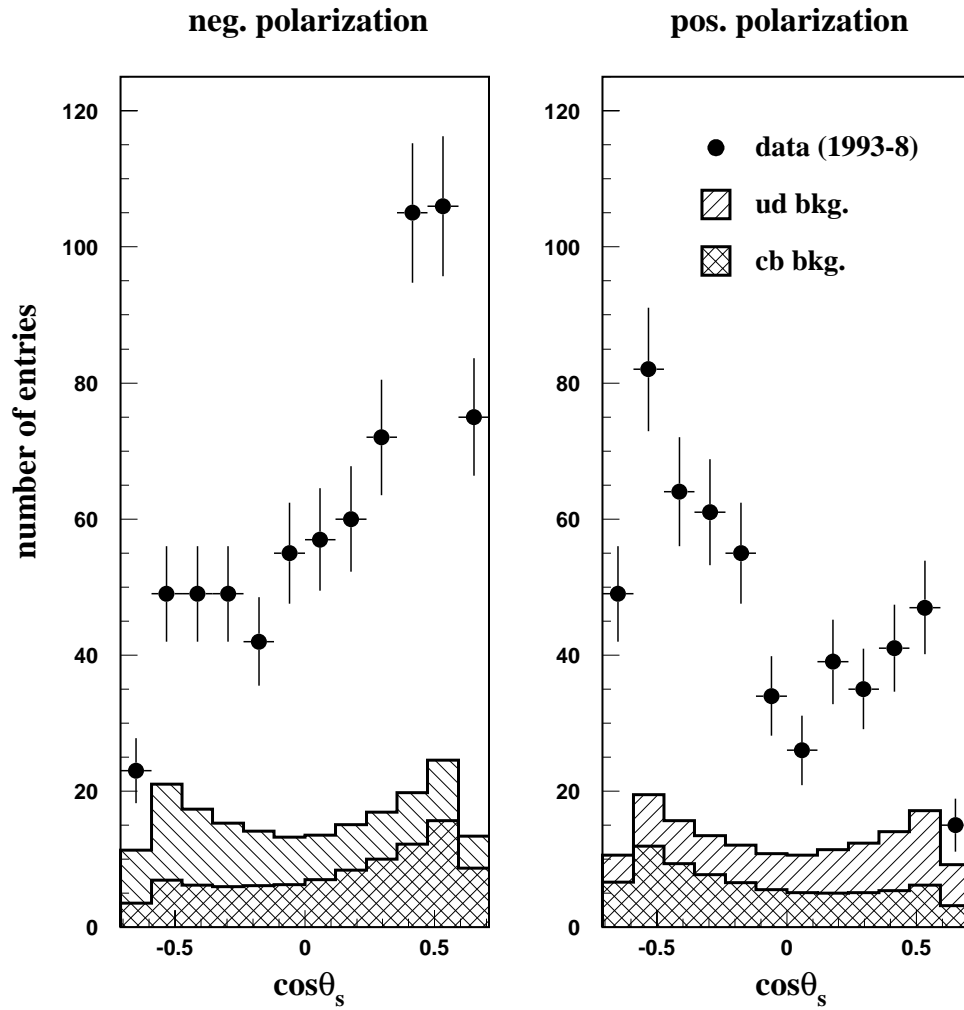 neg. polarization
pos. polarization
number of entries
120
100
80
60
40
20
0
-0.5 0 0.5
cosθs
120
100
80
60
40
20
0
data (1993-8)
ud bkg.
cb bkg.
-0.5 0 0.5
cosθs